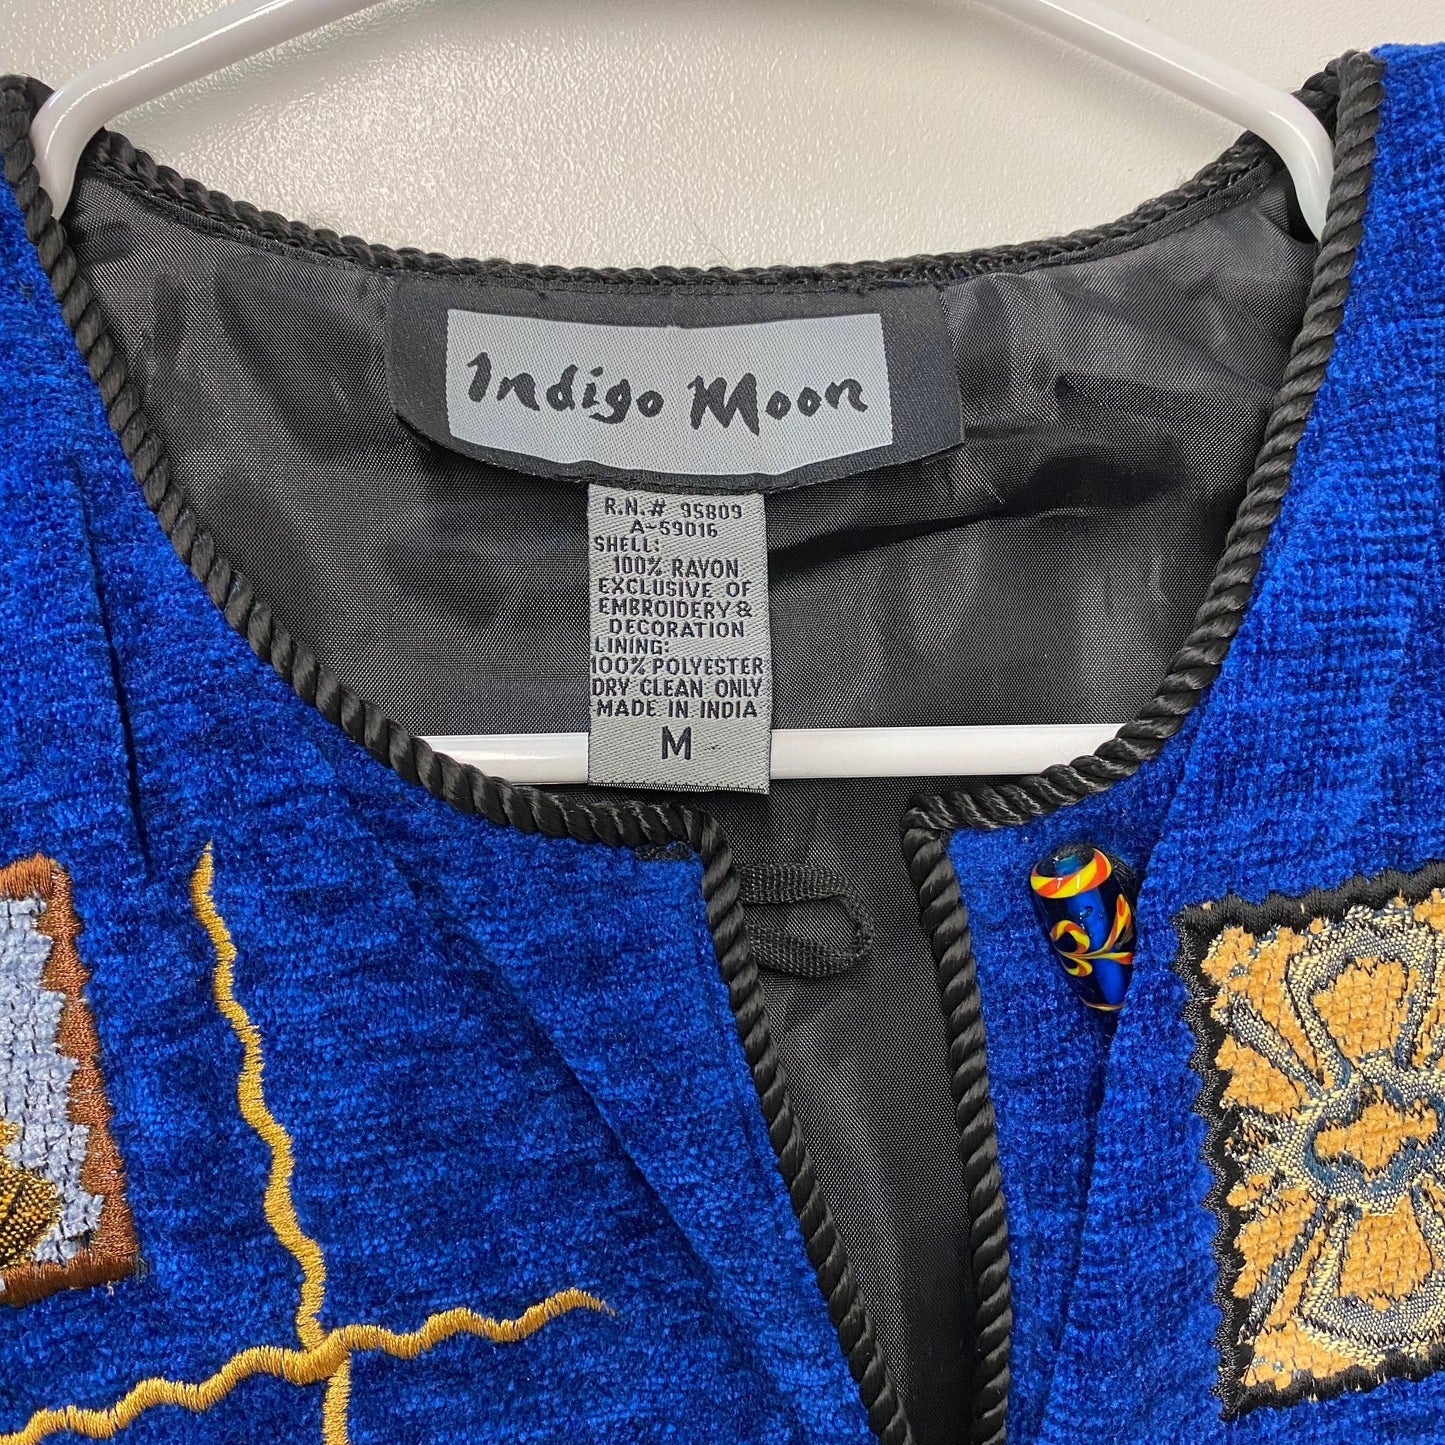 Indigo Moon
R.N.# 95809
A-59016
SHELL:
100% RAYON
EXCLUSIVE OF
EMBROIDERY &
DECORATION
LINING:
100% POLYESTER
DRY CLEAN ONLY
MADE IN INDIA
M